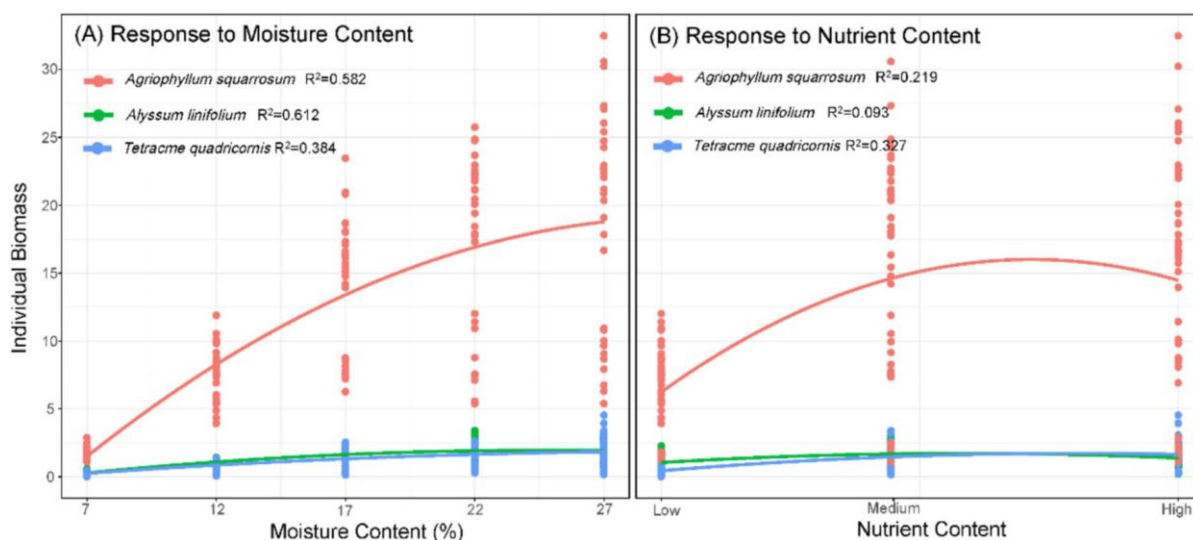 (A) Response to Moisture Content
Agriophyllum squarrosum R²=0.582
Alyssum linifolium R²=0.612
Tetracme quadricornis R²=0.384
Individual Biomass
30
25
20
15
10
5
0
7 12 17 22 27
Moisture Content (%)
(B) Response to Nutrient Content
Agriophyllum squarrosum R²=0.219
Alyssum linifolium R²=0.093
Tetracme quadricornis R²=0.327
Low Medium High
Nutrient Content